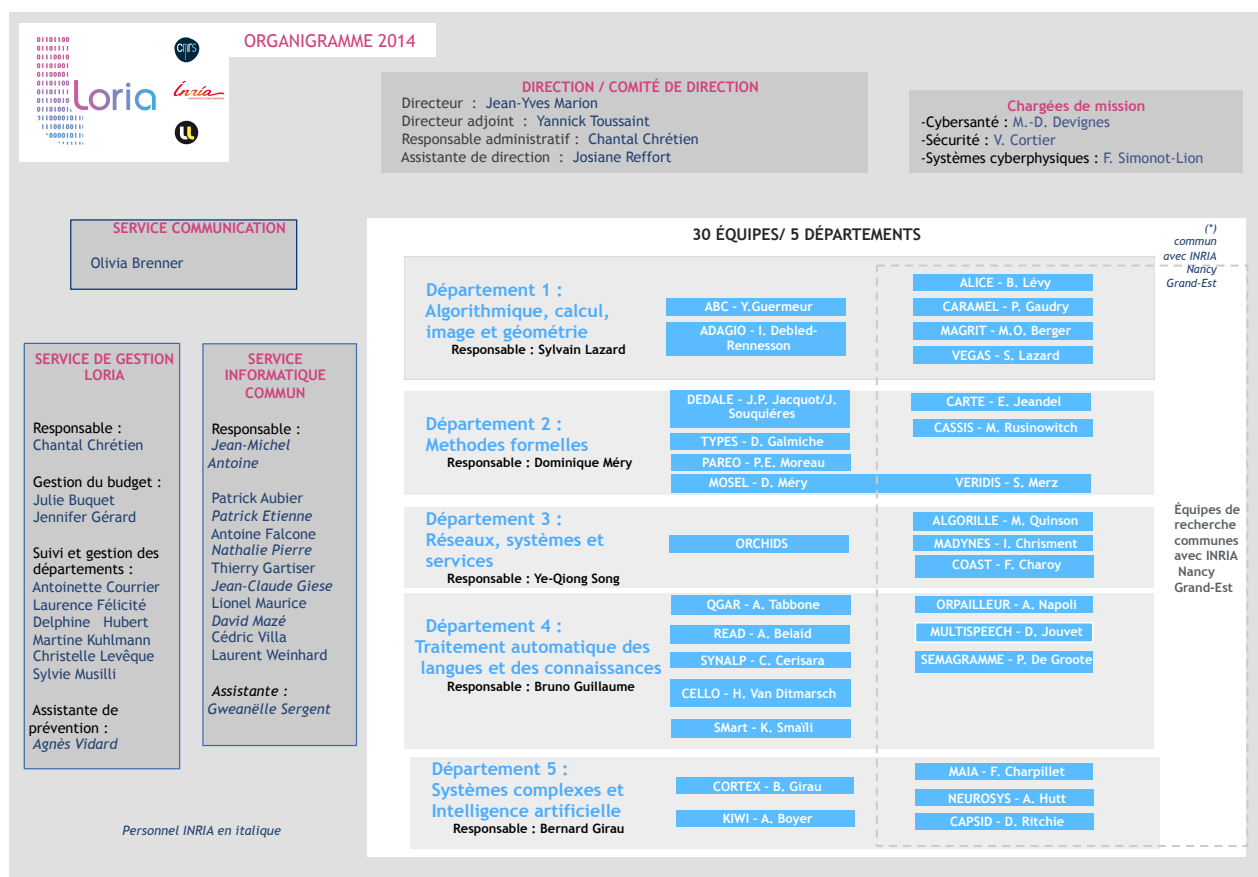 ORGANIGRAMME 2014
01101100
01101111
01110010
01101001
01100001
Loria
cnrs
Inria
DIRECTION / COMITÉ DE DIRECTION
Directeur : Jean-Yves Marion
Directeur adjoint : Yannick Toussaint
Responsable administratif : Chantal Chrétien
Assistante de direction : Josiane Reffort
Chargées de mission
-Cybersanté : M.-D. Devignes
-Sécurité : V. Cortier
-Systèmes cyberphysiques : F. Simonot-Lion
SERVICE COMMUNICATION
Olivia Brenner
SERVICE DE GESTION
LORIA
Responsable :
Chantal Chrétien
Gestion du budget :
Julie Buquet
Jennifer Gérard
Suivi et gestion des
départements :
Antoinette Courrier
Laurence Félicité
Delphine Hubert
Martine Kuhlmann
Christelle Levêque
Sylvie Musilli
Assistante de
prévention :
Agnès Vidard
SERVICE
INFORMATIQUE
COMMUN
Responsable :
Jean-Michel
Antoine
Patrick Aubier
Patrick Etienne
Antoine Falcone
Nathalie Pierre
Thierry Gartiser
Jean-Claude Giese
Lionel Maurice
David Mazé
Cédric Villa
Laurent Weinhard
Assistante :
Gweanëlle Sergent
Personnel INRIA en italique
30 ÉQUIPES/ 5 DÉPARTEMENTS
(*)
commun
avec INRIA
Nancy
Grand-Est
Département 1 :
Algorithmique, calcul,
image et géométrie
Responsable : Sylvain Lazard
ABC - Y.Guermeur
ADAGIO - I. Debled-
Rennesson
ALICE - B. Lévy
CARAMEL - P. Gaudry
MAGRIT - M.O. Berger
VEGAS - S. Lazard
Département 2 :
Methodes formelles
Responsable : Dominique Méry
DEDALE - J.P. Jacquot/J.
Souquiéres
TYPES - D. Galmiche
PAREO - P.E. Moreau
MOSEL - D. Méry
CARTE - E. Jeandel
CASSIS - M. Rusinowitch
VERIDIS - S. Merz
Département 3 :
Réseaux, systèmes et
services
Responsable : Ye-Qiong Song
ORCHIDS
ALGORILLE - M. Quinson
MADYNES - I. Chrisment
COAST - F. Charoy
Département 4 :
Traitement automatique des
langues et des connaissances
Responsable : Bruno Guillaume
QGAR - A. Tabbone
READ - A. Belaid
SYNALP - C. Cerisara
CELLO - H. Van Ditmarsch
SMart - K. Smaïli
ORPAILLEUR - A. Napoli
MULTISPEECH - D. Jouvet
SEMAGRAMME - P. De Groote
Département 5 :
Systèmes complexes et
Intelligence artificielle
Responsable : Bernard Girau
CORTEX - B. Girau
KIWI - A. Boyer
MAIA - F. Charpillet
NEUROSYS - A. Hutt
CAPSID - D. Ritchie
Équipes de
recherche
communes
avec INRIA
Nancy
Grand-Est